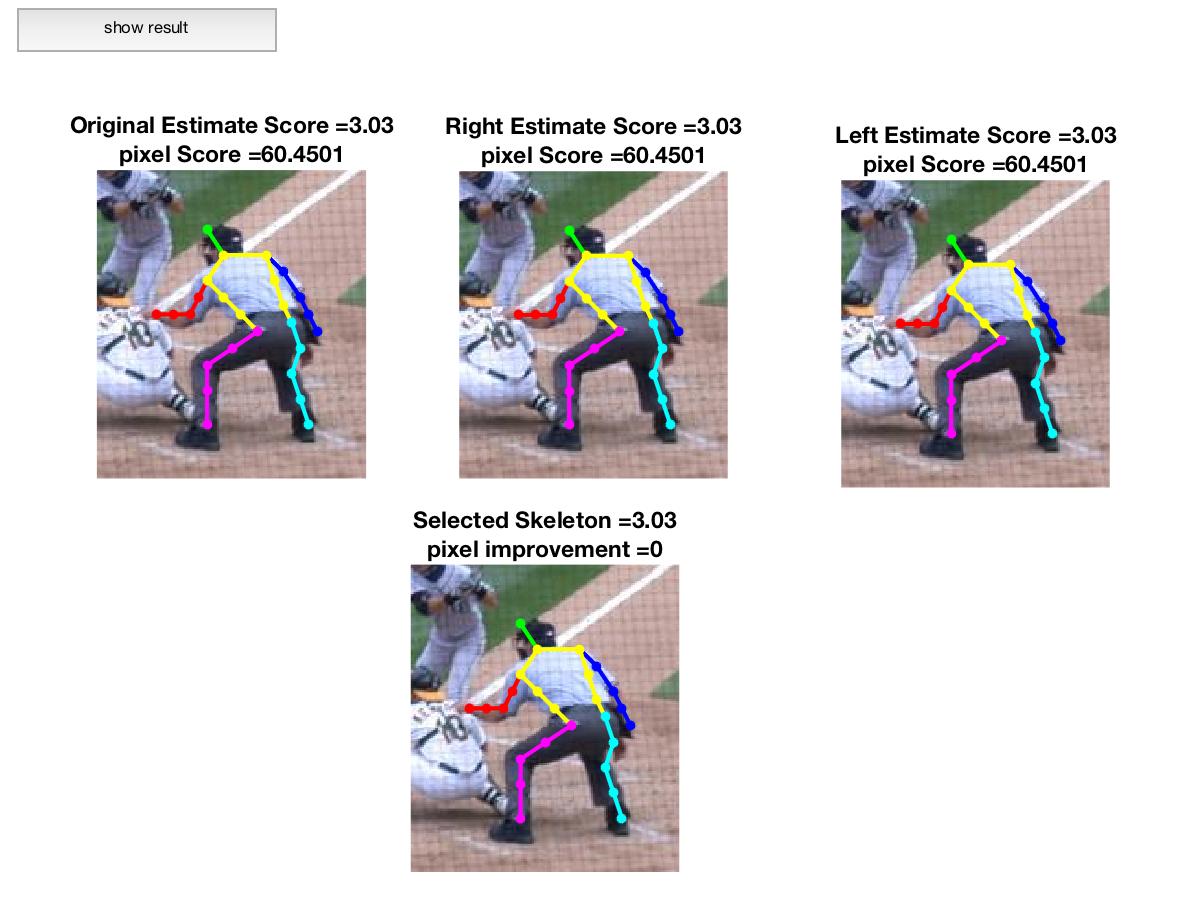 show result
Original Estimate Score =3.03
pixel Score =60.4501
Right Estimate Score =3.03
pixel Score =60.4501
Left Estimate Score =3.03
pixel Score =60.4501
Selected Skeleton =3.03
pixel improvement =0